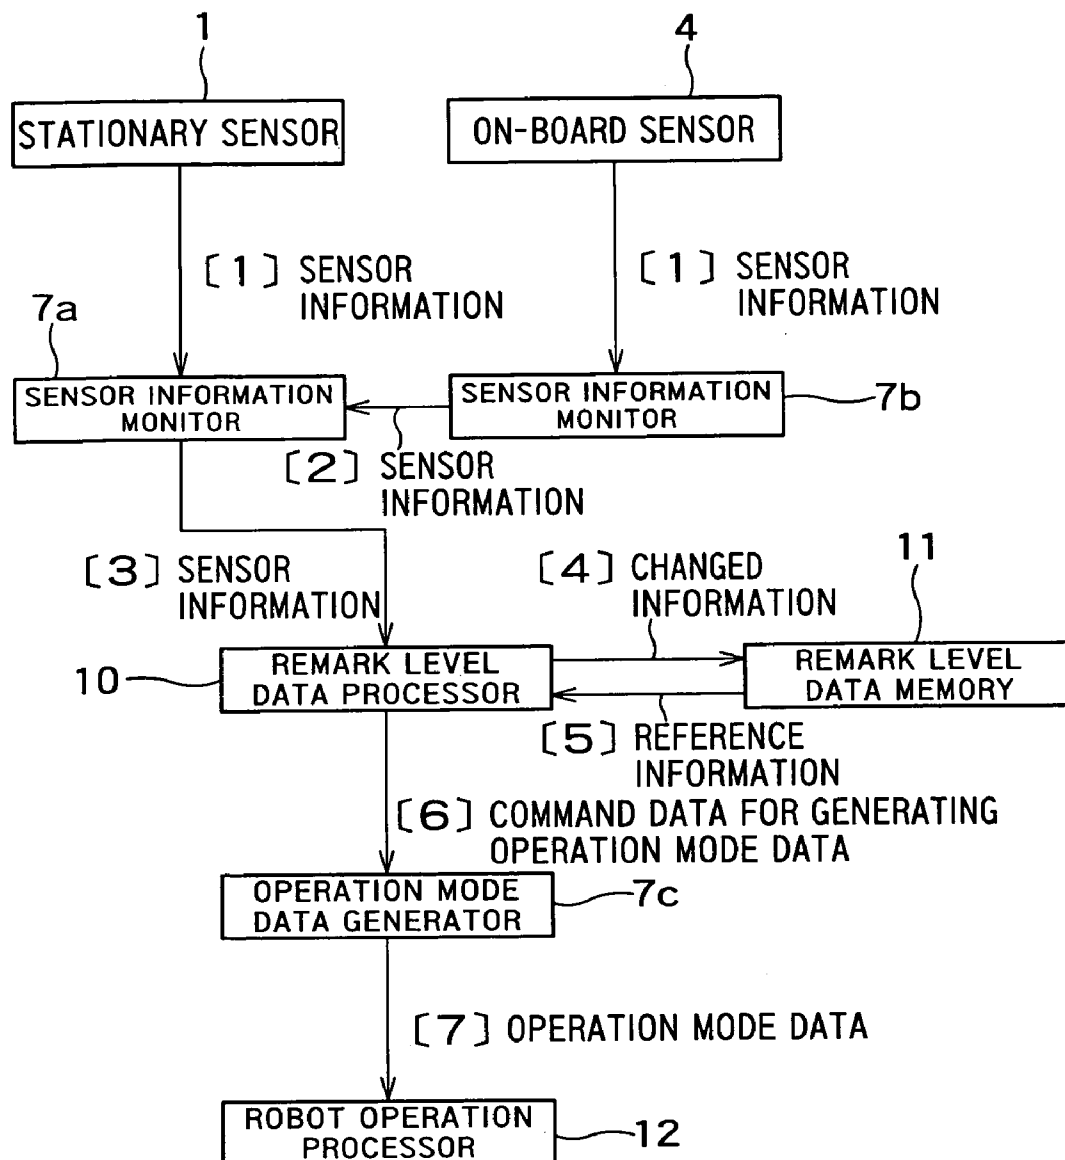 1
4
STATIONARY SENSOR
ON-BOARD SENSOR
[1] SENSOR
INFORMATION
[1] SENSOR
INFORMATION
7a
SENSOR INFORMATION
MONITOR
SENSOR INFORMATION
MONITOR
7b
[2] SENSOR
INFORMATION
[3] SENSOR
INFORMATION
[4] CHANGED
INFORMATION
11
10
REMARK LEVEL
DATA PROCESSOR
REMARK LEVEL
DATA MEMORY
[5] REFERENCE
INFORMATION
[6] COMMAND DATA FOR GENERATING
OPERATION MODE DATA
OPERATION MODE
DATA GENERATOR
7c
[7] OPERATION MODE DATA
ROBOT OPERATION
PROCESSOR
12